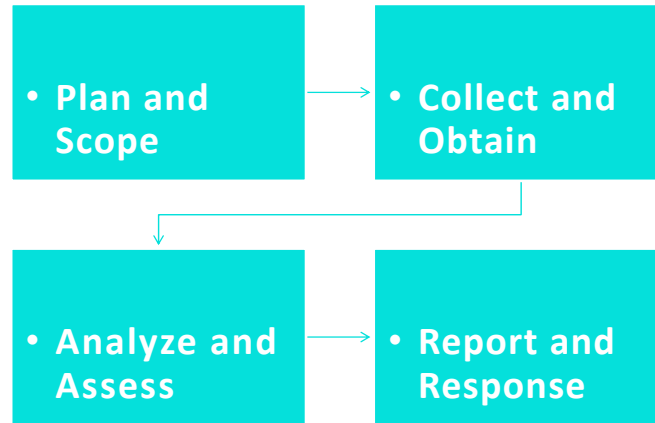 • Plan and
Scope
• Collect and
Obtain
• Analyze and
Assess
• Report and
Response